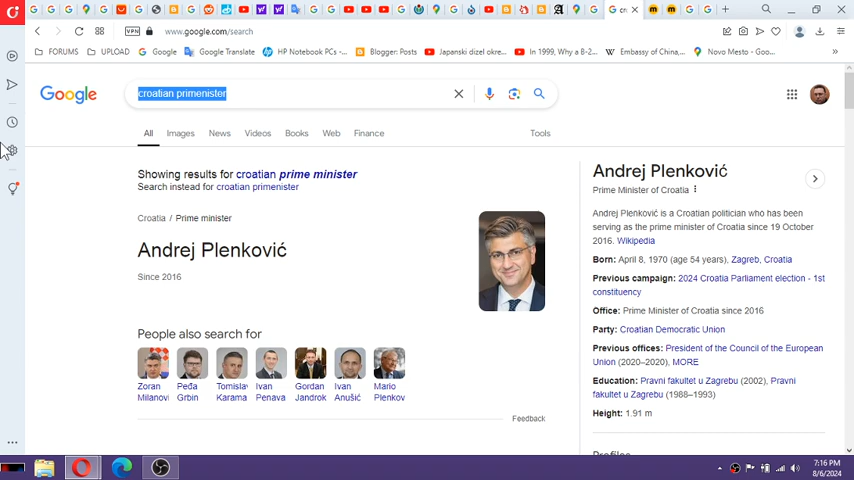 cro
VPN
www.google.com/search
FORUMS
UPLOAD
Google
Google Translate
HP Notebook PCs -...
Blogger: Posts
Japanski dizel okre...
In 1999, Why a B-2...
Embassy of China,...
Novo Mesto - Goo...
»
Google
croatian primenister
All
Images
News
Videos
Books
Web
Finance
Tools
Showing results for croatian prime minister
Search instead for croatian primenister
Croatia / Prime minister
Andrej Plenković
Since 2016
People also search for
Zoran
Milanovi
Peđa
Grbin
Tomislav
Karama
Ivan
Penava
Gordan
Jandrok
Ivan
Anušić
Mario
Plenkov
Feedback
Andrej Plenković
Prime Minister of Croatia
Andrej Plenković is a Croatian politician who has been
serving as the prime minister of Croatia since 19 October
2016. Wikipedia
Born: April 8, 1970 (age 54 years), Zagreb, Croatia
Previous campaign: 2024 Croatia Parliament election - 1st
constituency
Office: Prime Minister of Croatia since 2016
Party: Croatian Democratic Union
Previous offices: President of the Council of the European
Union (2020–2020), MORE
Education: Pravni fakultet u Zagrebu (2002), Pravni
fakultet u Zagrebu (1988–1993)
Height: 1.91 m
Profiles
7:16 PM
8/6/2024